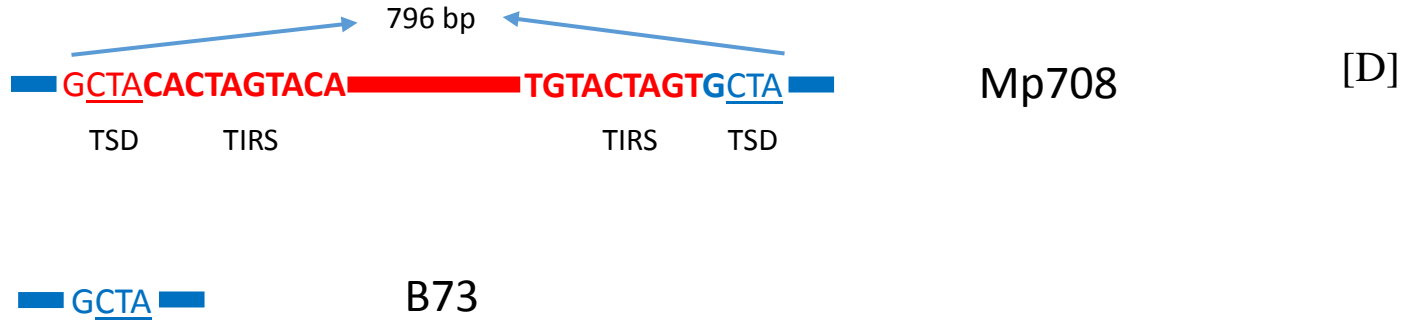 796 bp
GCTACACTAGTACA TGTACTAGTGCTA Mp708 [D]
TSD TIRS TIRS TSD
GCTA B73